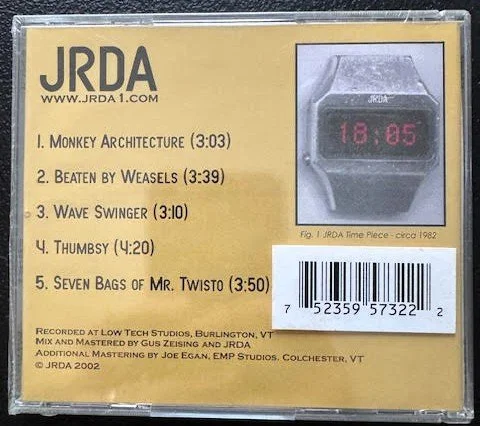 JRDA
WWW.JRDA1.COM
1. MONKEY ARCHITECTURE (3:03)
2. BEATEN BY WEASELS (3:39)
3. WAVE SWINGER (3:10)
4. THUMBSY (4:20)
5. SEVEN BAGS OF MR. TWISTO (3:50)
JRDA
18:05
Fig. 1 JRDA Time Piece - circa 1982
7 52359 57322 2
RECORDED AT LOW TECH STUDIOS, BURLINGTON, VT
MIX AND MASTERED BY GUS ZEISING AND JRDA
ADDITIONAL MASTERING BY JOE EGAN, EMP STUDIOS, COLCHESTER, VT
© JRDA 2002